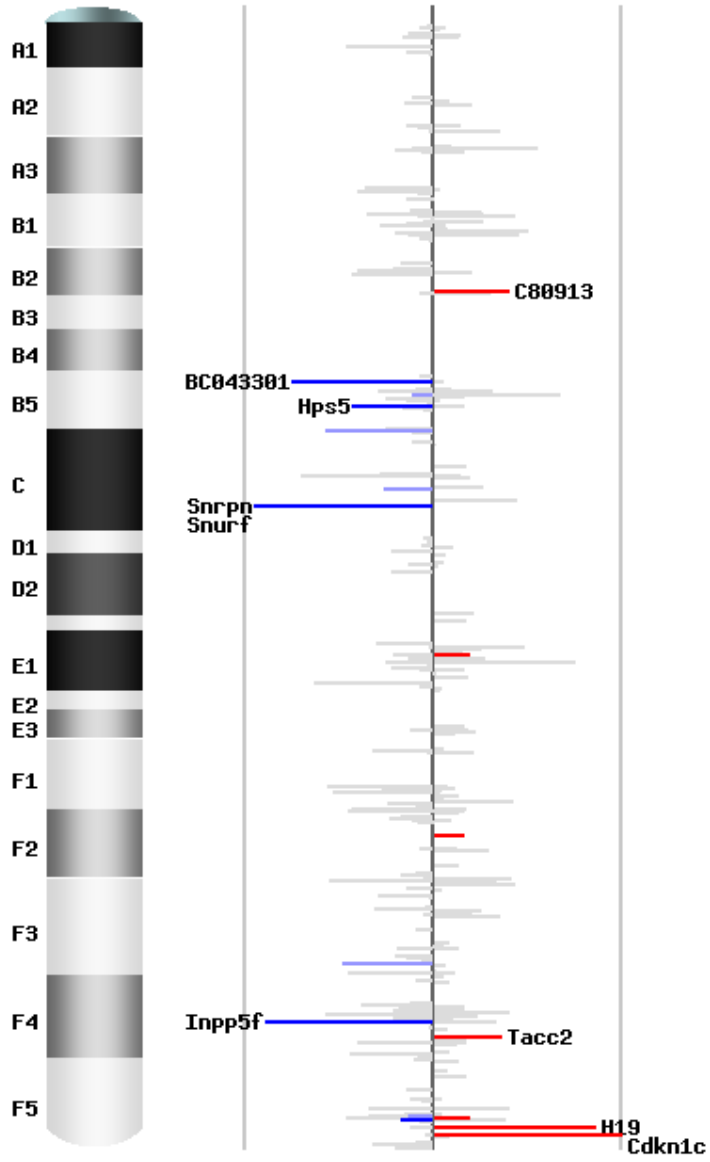 A1
A2
A3
B1
B2
C80913
B3
B4
BC043301
B5
Hps5
C
Snrpn
Snurf
D1
D2
E1
E2
E3
F1
F2
F3
F4
Inpp5f
Tacc2
F5
H19
Cdkn1c